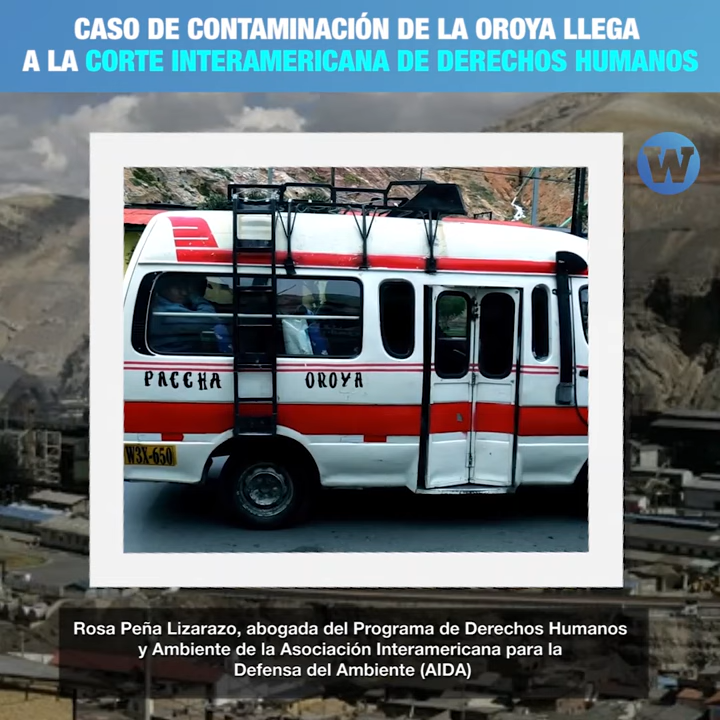 CASO DE CONTAMINACIÓN DE LA OROYA LLEGA
A LA CORTE INTERAMERICANA DE DERECHOS HUMANOS
W
PACCHA OROYA
W3X-650
Rosa Peña Lizarazo, abogada del Programa de Derechos Humanos
y Ambiente de la Asociación Interamericana para la
Defensa del Ambiente (AIDA)